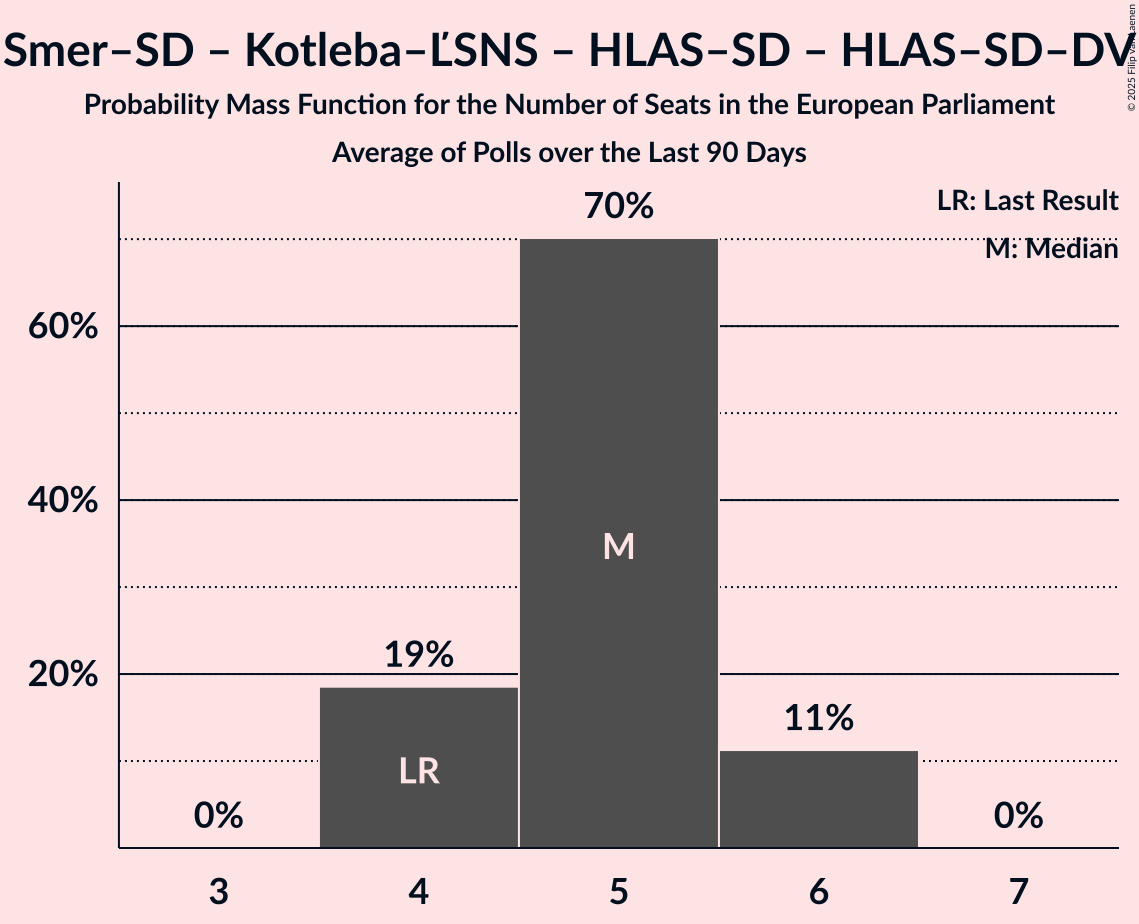 Smer–SD – Kotleba–ĽSNS – HLAS–SD – HLAS–SD–DV
© 2025 Filip van Laenen
Probability Mass Function for the Number of Seats in the European Parliament
Average of Polls over the Last 90 Days
LR: Last Result
M: Median
70%
60%
40%
20%
M
19%
LR
11%
0%
0%
3
4
5
6
7